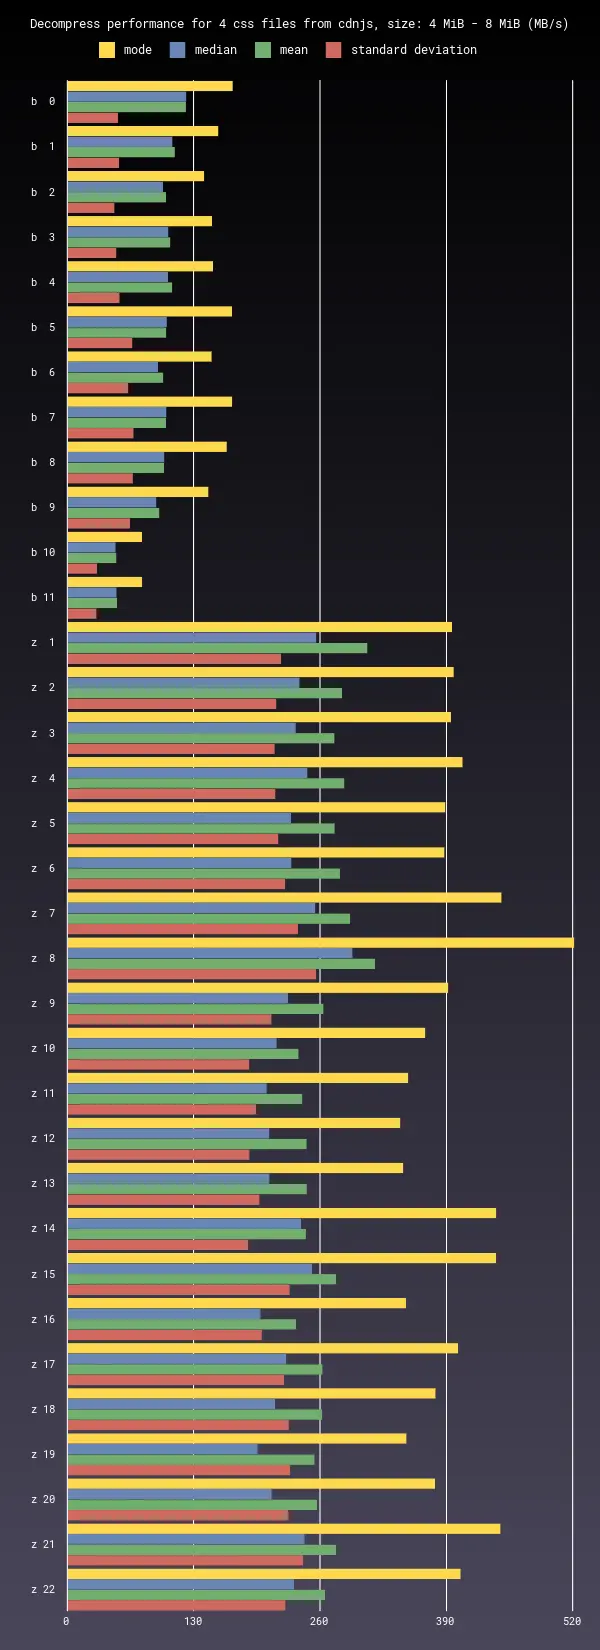 Decompress performance for 4 css files from cdnjs, size: 4 MiB - 8 MiB (MB/s)
mode median mean standard deviation
b 0
b 1
b 2
b 3
b 4
b 5
b 6
b 7
b 8
b 9
b 10
b 11
z 1
z 2
z 3
z 4
z 5
z 6
z 7
z 8
z 9
z 10
z 11
z 12
z 13
z 14
z 15
z 16
z 17
z 18
z 19
z 20
z 21
z 22
0 130 260 390 520